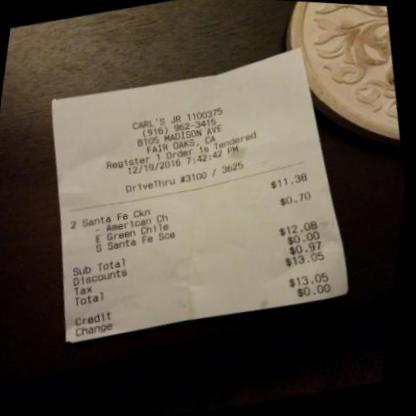 CARL'S JR 1100375
(916) 962-3415
8105 MADISON AVE
FAIR OAKS, CA
Register 1 Order is Tendered
12/19/2016 7:42:42 PM
DriveThru #3100 / 3625
2 Santa Fe Ckn $11.38
- American Ch
E Green Chile $0.70
S Santa Fe Sce
Sub Total $12.08
Discounts $0.00
Tax $0.97
Total $13.05
Credit $13.05
Change $0.00